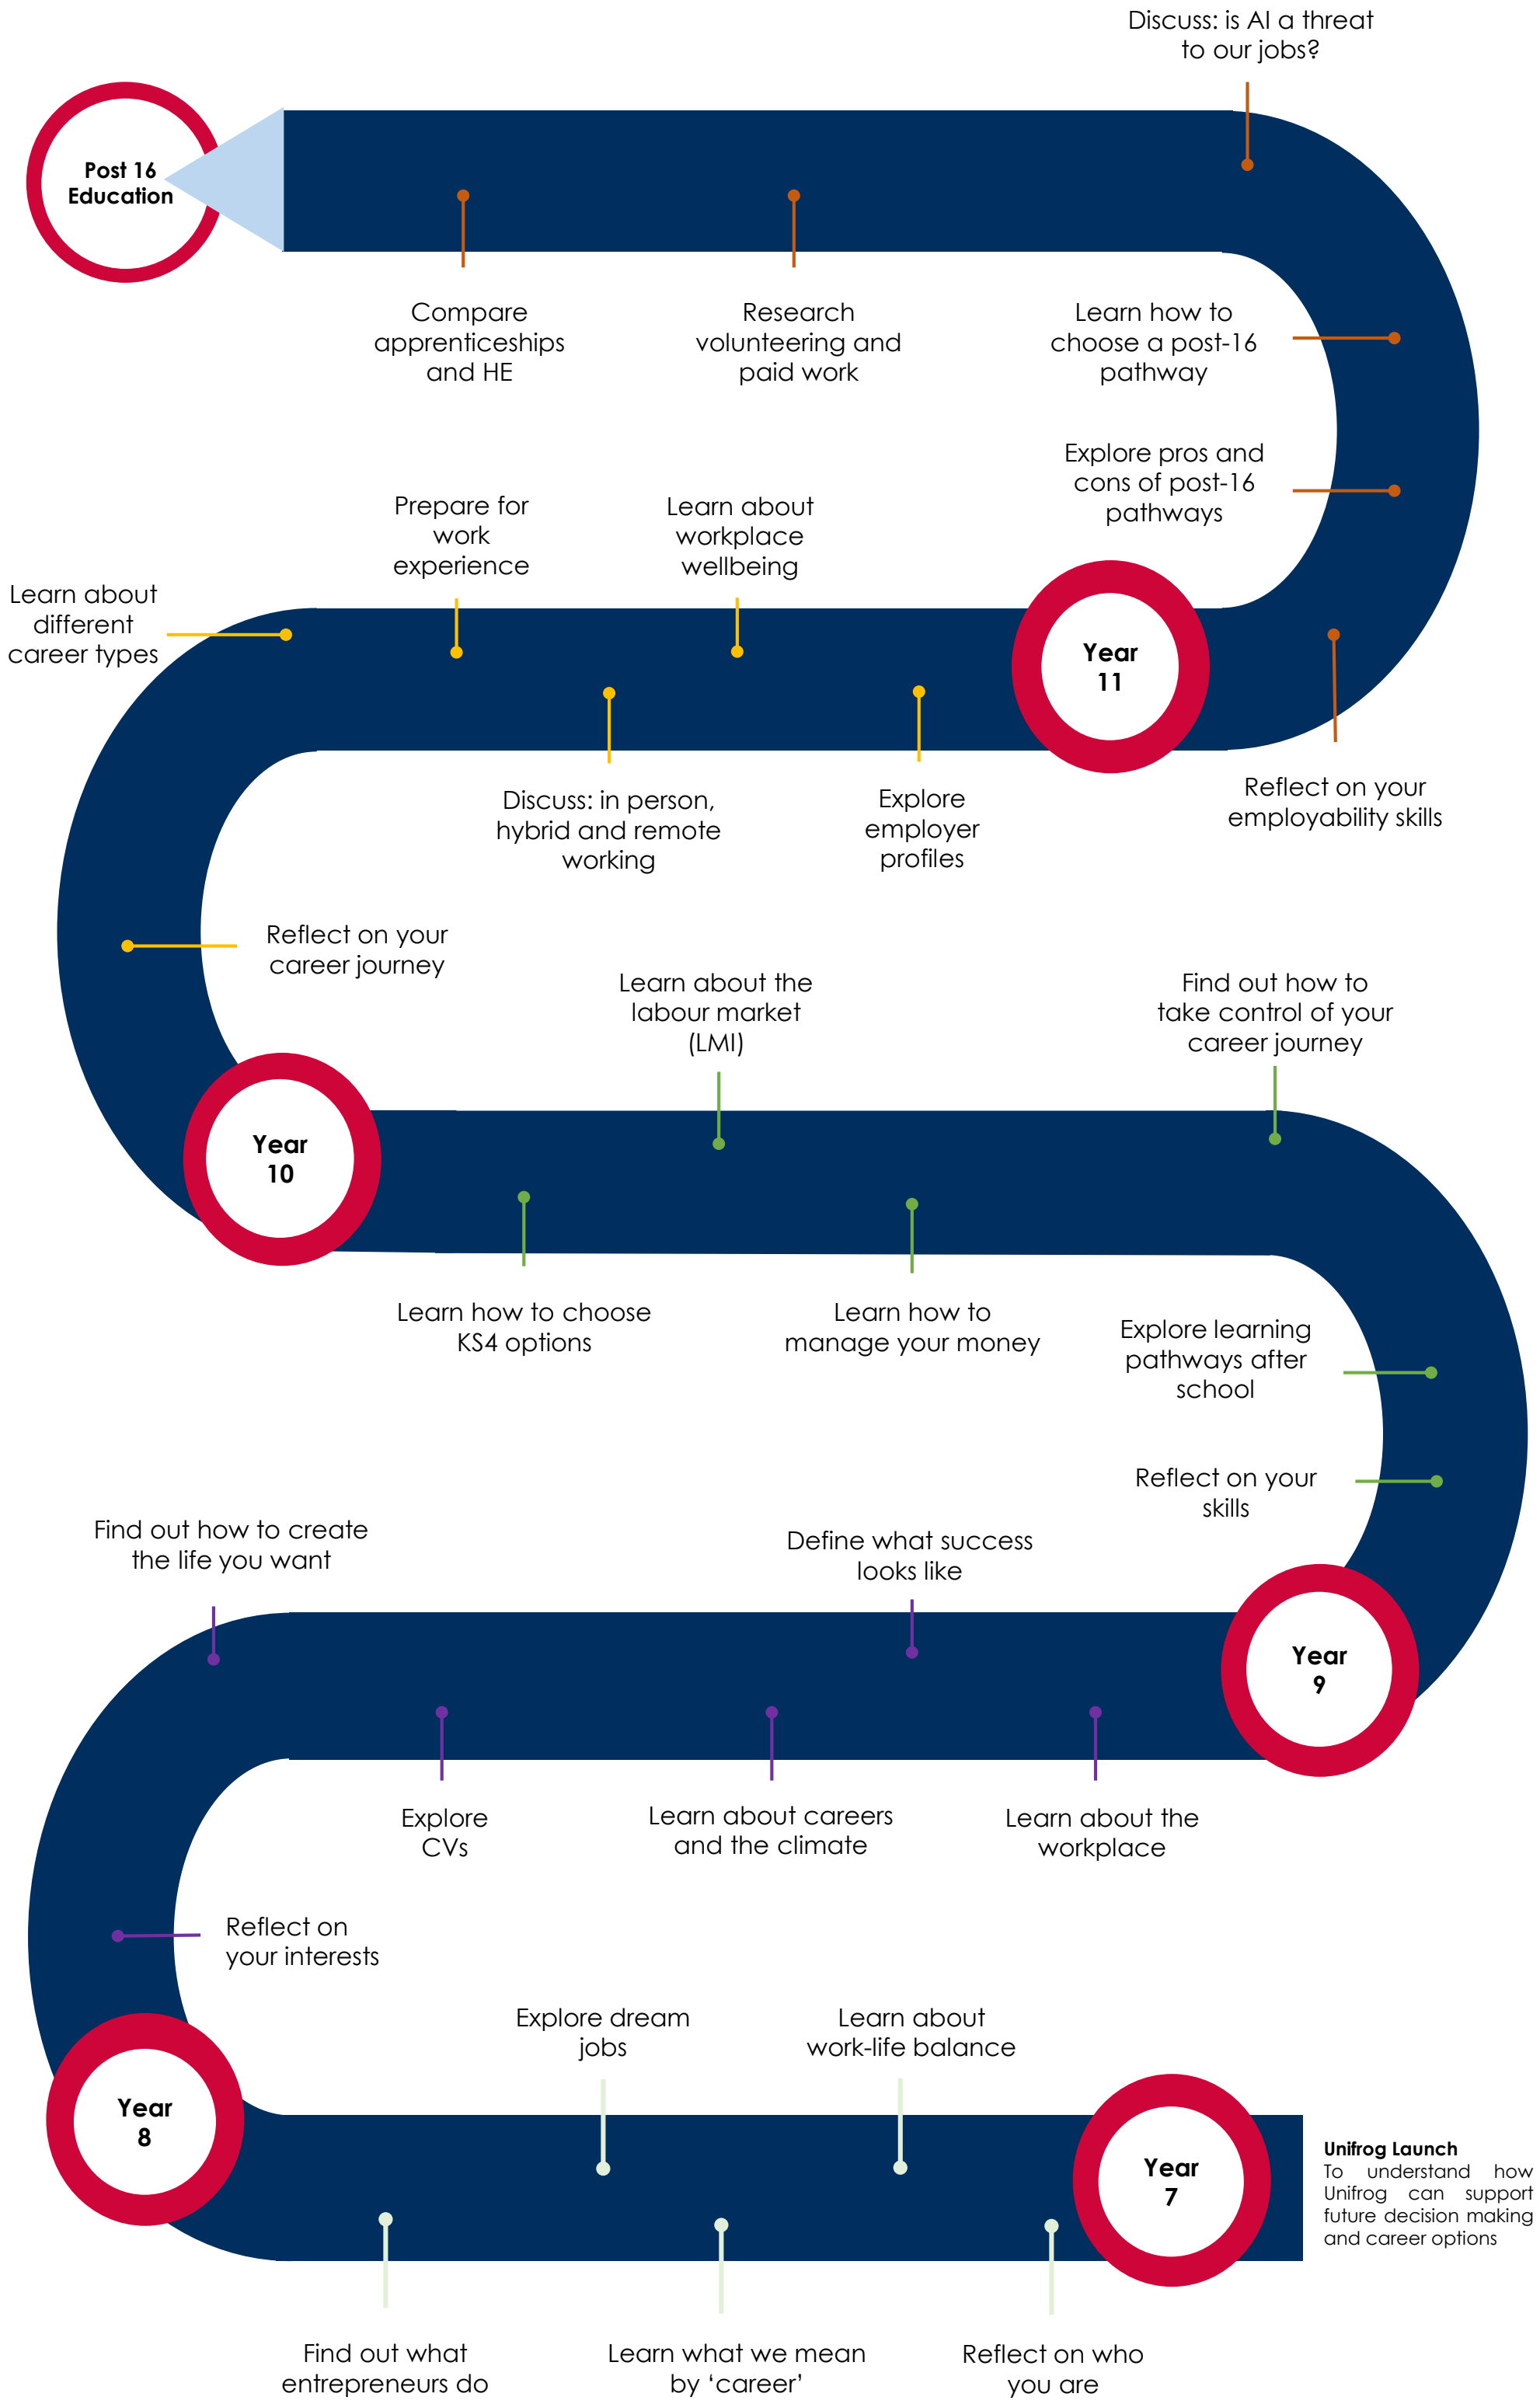 Discuss: is AI a threat
to our jobs?
Post 16
Education
Compare
apprenticeships
and HE
Research
volunteering and
paid work
Learn how to
choose a post-16
pathway
Explore pros and
cons of post-16
pathways
Prepare for
work
experience
Learn about
workplace
wellbeing
Learn about
different
career types
Year
11
Discuss: in person,
hybrid and remote
working
Explore
employer
profiles
Reflect on your
employability skills
Reflect on your
career journey
Learn about the
labour market
(LMI)
Find out how to
take control of your
career journey
Year
10
Learn how to choose
KS4 options
Learn how to
manage your money
Explore learning
pathways after
school
Reflect on your
skills
Find out how to create
the life you want
Define what success
looks like
Year
9
Explore
CVs
Learn about careers
and the climate
Learn about the
workplace
Reflect on
your interests
Explore dream
jobs
Learn about
work-life balance
Year
8
Year
7
Unifrog Launch
To understand how
Unifrog can support
future decision making
and career options
Find out what
entrepreneurs do
Learn what we mean
by ‘career’
Reflect on who
you are